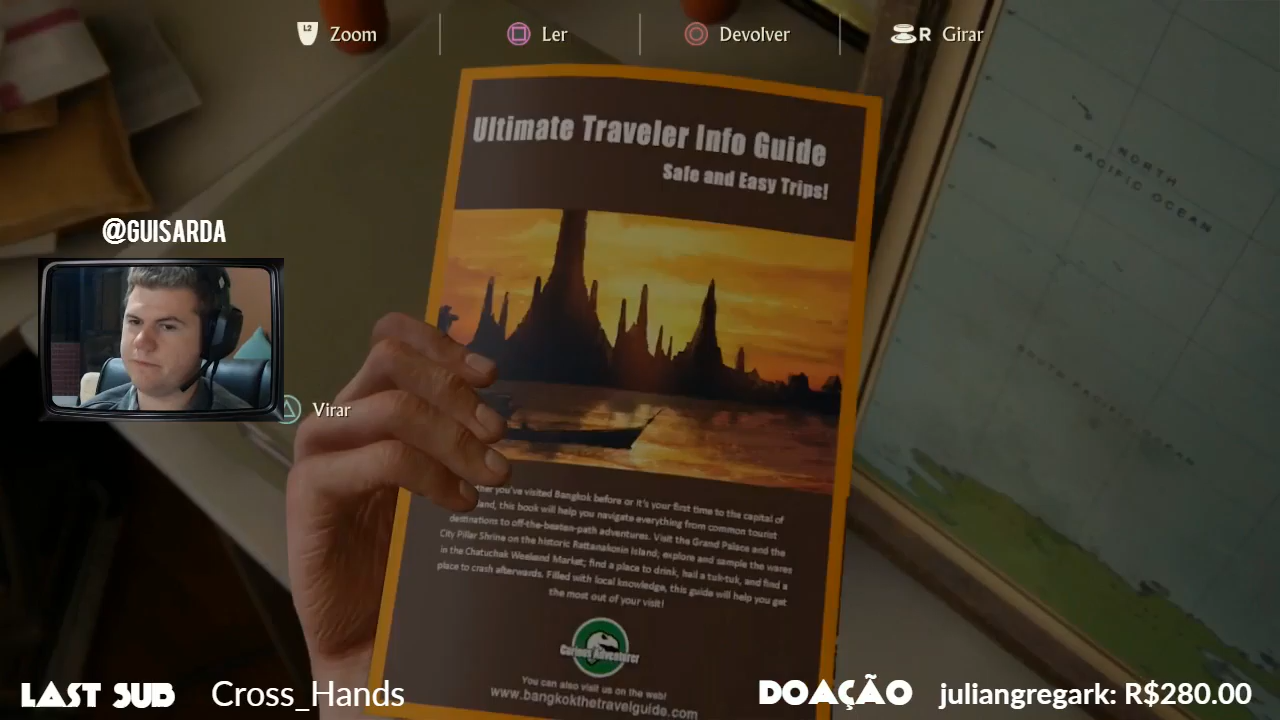 L2 Zoom
Ler
Devolver
R Girar
Ultimate Traveler Info Guide
Safe and Easy Trips!
NORTH
PACIFIC OCEAN
@GUISARDA
Virar
you've visited Bangkok before or it's your first time to the capital of
this book will help you navigate everything from common tourist
destinations to off-the-beaten-path adventures. Visit the Grand Palace and the
City Pillar Shrine on the historic Rattanakosin Island; explore and sample the wares
in the Chatuchak Weekend Market; find a place to drink, hail a tuk-tuk, and find a
place to crash afterwards. Filled with local knowledge, this guide will help you get
the most out of your visit!
Curious Adventurer
You can also visit us on the web!
www.bangkokthetravelguide.com
LAST SUB Cross_Hands
DOAÇÃO juliangregark: R$280.00